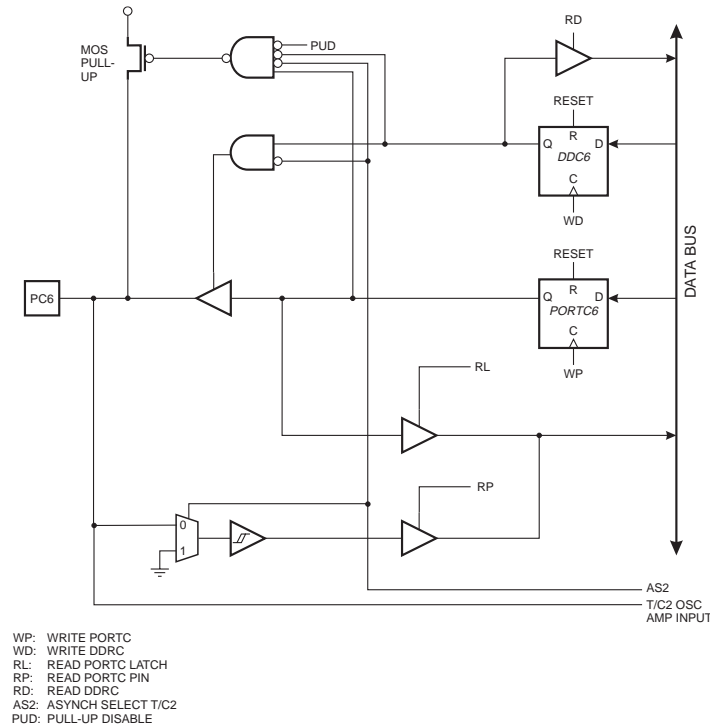 RD
MOS
PULL-
UP
PUD
RESET
R
Q
D
DDC6
C
WD
RESET
R
PC6
Q
D
PORTC6
C
WP
DATA BUS
RL
RP
0
1
AS2
T/C2 OSC
AMP INPUT
WP: WRITE PORTC
WD: WRITE DDRC
RL: READ PORTC LATCH
RP: READ PORTC PIN
RD: READ DDRC
AS2: ASYNCH SELECT T/C2
PUD: PULL-UP DISABLE